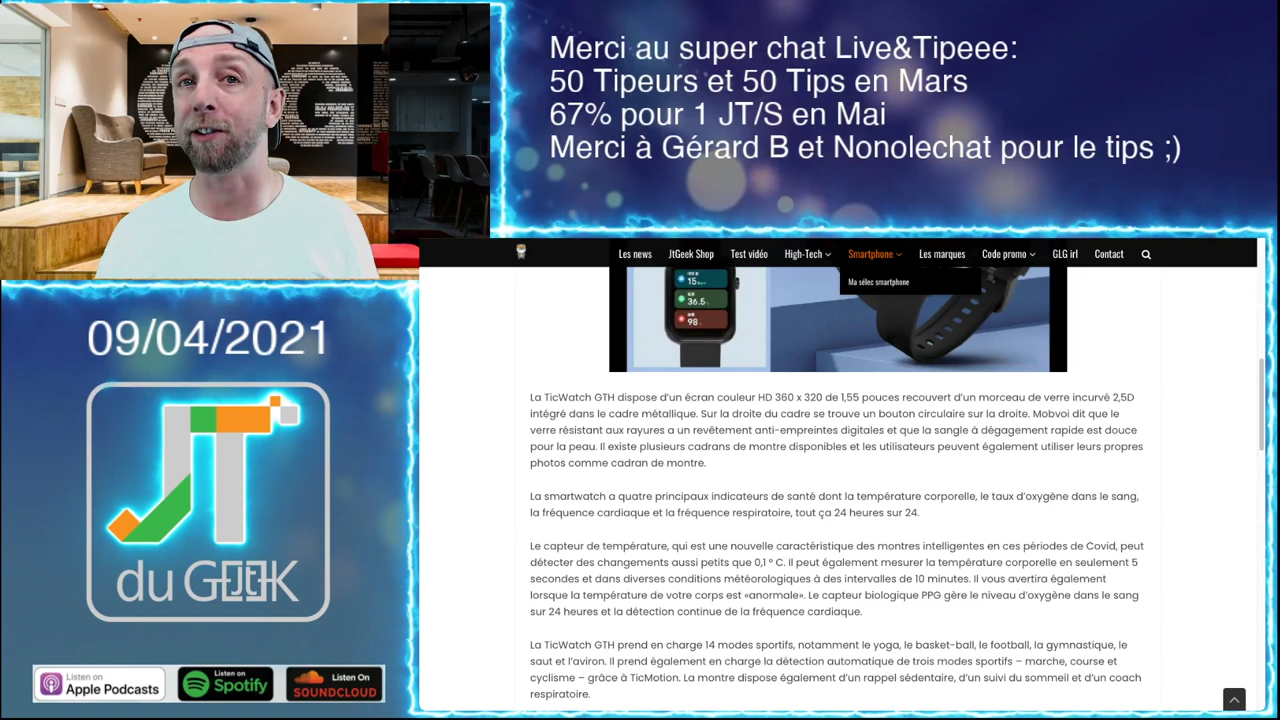 Merci au super chat Live&Tipeee:
50 Tipeurs et 50 Tips en Mars
67% pour 1 JT/S en Mai
Merci à Gérard B et Nonolechat pour le tips ;)
Les news JtGeek Shop Test vidéo High-Tech Smartphone Les marques Code promo GLG irl Contact
Ma sélec smartphone
15
36.5
98
La TicWatch GTH dispose d'un écran couleur HD 360 x 320 de 1,55 pouces recouvert d'un morceau de verre incurvé 2,5D
intégré dans le cadre métallique. Sur la droite du cadre se trouve un bouton circulaire sur la droite. Mobvoi dit que le
verre résistant aux rayures a un revêtement anti-empreintes digitales et que la sangle à dégagement rapide est douce
pour la peau. Il existe plusieurs cadrans de montre disponibles et les utilisateurs peuvent également utiliser leurs propres
photos comme cadran de montre.
La smartwatch a quatre principaux indicateurs de santé dont la température corporelle, le taux d'oxygène dans le sang,
la fréquence cardiaque et la fréquence respiratoire, tout ça 24 heures sur 24.
Le capteur de température, qui est une nouvelle caractéristique des montres intelligentes en ces périodes de Covid, peut
détecter des changements aussi petits que 0,1 ° C. Il peut également mesurer la température corporelle en seulement 5
secondes et dans diverses conditions météorologiques à des intervalles de 10 minutes. Il vous avertira également
lorsque la température de votre corps est «anormale». Le capteur biologique PPG gère le niveau d'oxygène dans le sang
sur 24 heures et la détection continue de la fréquence cardiaque.
La TicWatch GTH prend en charge 14 modes sportifs, notamment le yoga, le basket-ball, le football, la gymnastique, le
saut et l'aviron. Il prend également en charge la détection automatique de trois modes sportifs – marche, course et
cyclisme – grâce à TicMotion. La montre dispose également d'un rappel sédentaire, d'un suivi du sommeil et d'un coach
respiratoire.
09/04/2021
JT
du GEEK
Listen on
Apple Podcasts
Listen on
Spotify
Listen On
SOUNDCLOUD